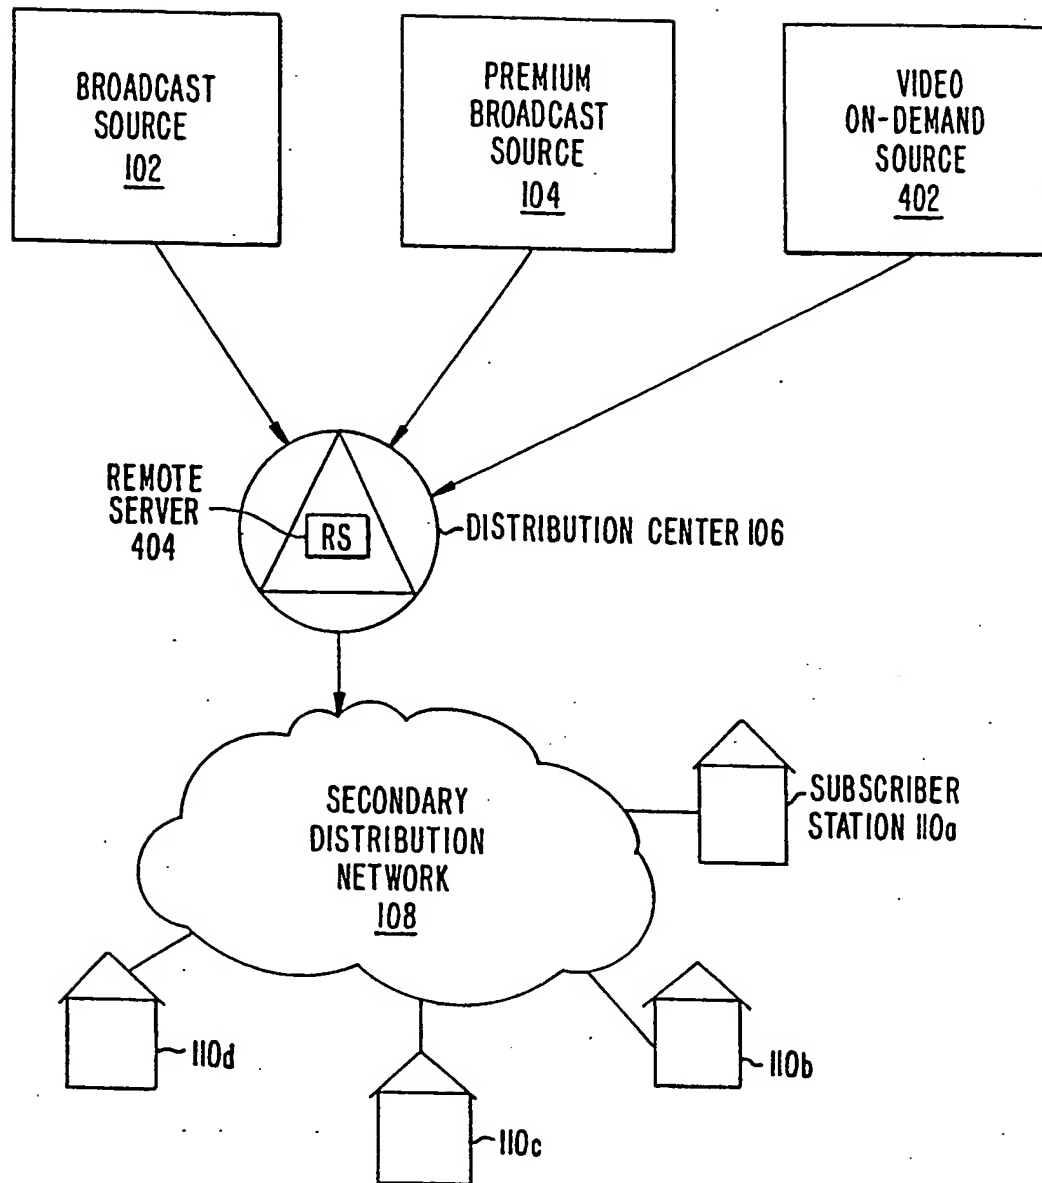 BROADCAST
SOURCE
102
PREMIUM
BROADCAST
SOURCE
104
VIDEO
ON-DEMAND
SOURCE
402
REMOTE
SERVER
404
RS
DISTRIBUTION CENTER 106
SECONDARY
DISTRIBUTION
NETWORK
108
SUBSCRIBER
STATION 110a
110d
110c
110b